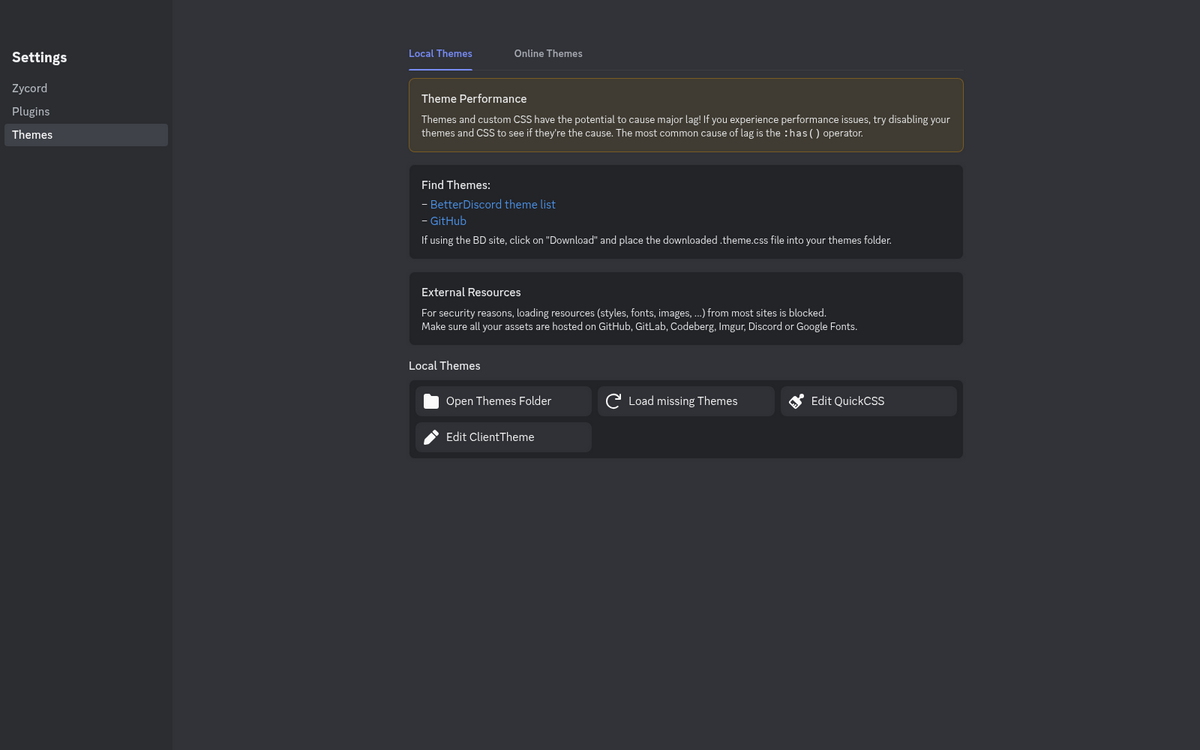 Settings
Zycord
Plugins
Themes
Local Themes
Online Themes
Theme Performance
Themes and custom CSS have the potential to cause major lag! If you experience performance issues, try disabling your
themes and CSS to see if they're the cause. The most common cause of lag is the :has() operator.
Find Themes:
– BetterDiscord theme list
– GitHub
If using the BD site, click on "Download" and place the downloaded .theme.css file into your themes folder.
External Resources
For security reasons, loading resources (styles, fonts, images, ...) from most sites is blocked.
Make sure all your assets are hosted on GitHub, GitLab, Codeberg, Imgur, Discord or Google Fonts.
Local Themes
Open Themes Folder
Load missing Themes
Edit QuickCSS
Edit ClientTheme